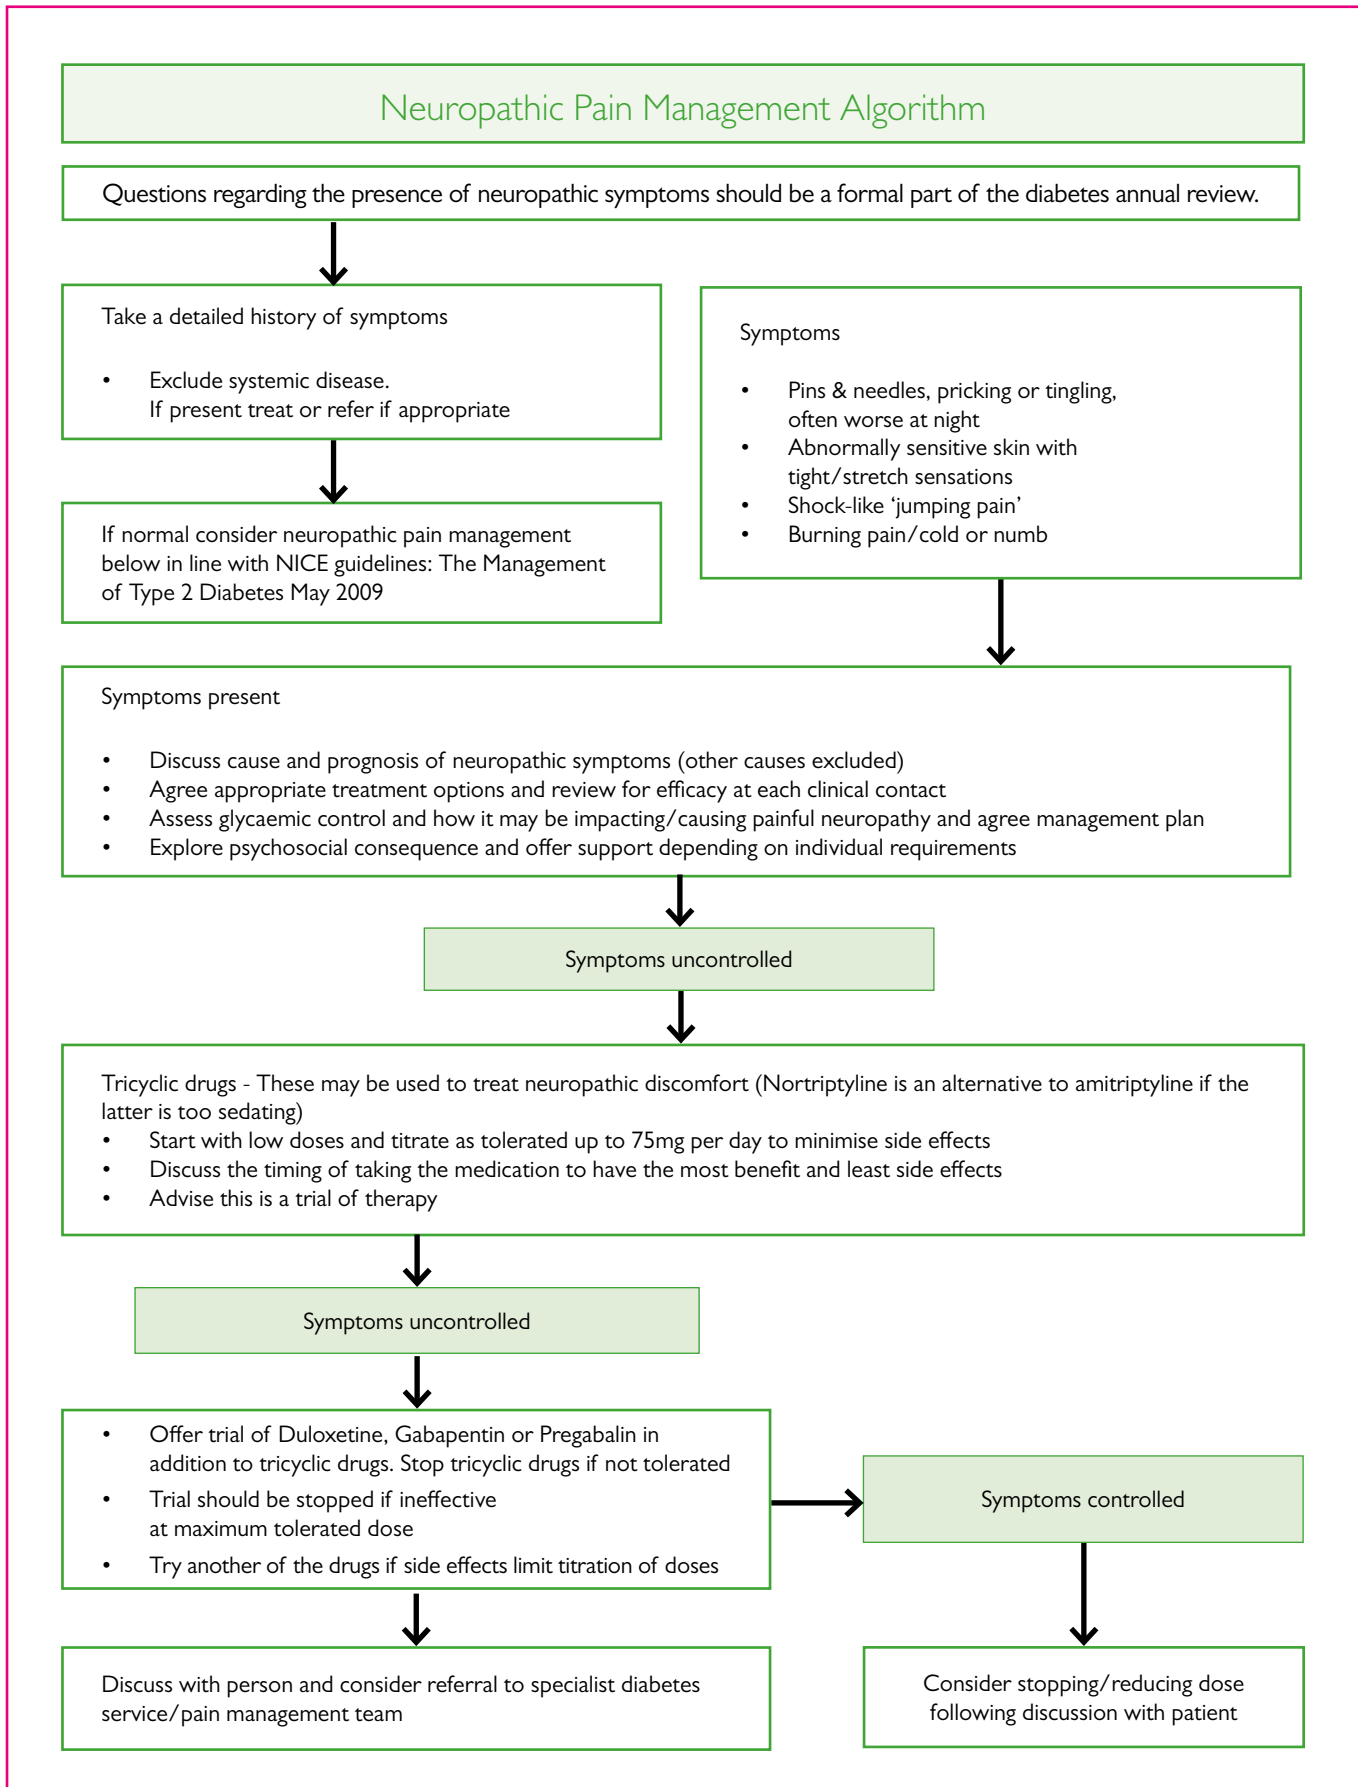 Neuropathic Pain Management Algorithm
Questions regarding the presence of neuropathic symptoms should be a formal part of the diabetes annual review.
Take a detailed history of symptoms
• Exclude systemic disease.
If present treat or refer if appropriate
If normal consider neuropathic pain management
below in line with NICE guidelines: The Management
of Type 2 Diabetes May 2009
Symptoms
• Pins & needles, pricking or tingling,
often worse at night
• Abnormally sensitive skin with
tight/stretch sensations
• Shock-like ‘jumping pain’
• Burning pain/cold or numb
Symptoms present
• Discuss cause and prognosis of neuropathic symptoms (other causes excluded)
• Agree appropriate treatment options and review for efficacy at each clinical contact
• Assess glycaemic control and how it may be impacting/causing painful neuropathy and agree management plan
• Explore psychosocial consequence and offer support depending on individual requirements
Symptoms uncontrolled
Tricyclic drugs - These may be used to treat neuropathic discomfort (Nortriptyline is an alternative to amitriptyline if the
latter is too sedating)
• Start with low doses and titrate as tolerated up to 75mg per day to minimise side effects
• Discuss the timing of taking the medication to have the most benefit and least side effects
• Advise this is a trial of therapy
Symptoms uncontrolled
• Offer trial of Duloxetine, Gabapentin or Pregabalin in
addition to tricyclic drugs. Stop tricyclic drugs if not tolerated
• Trial should be stopped if ineffective
at maximum tolerated dose
• Try another of the drugs if side effects limit titration of doses
Symptoms controlled
Discuss with person and consider referral to specialist diabetes
service/pain management team
Consider stopping/reducing dose
following discussion with patient